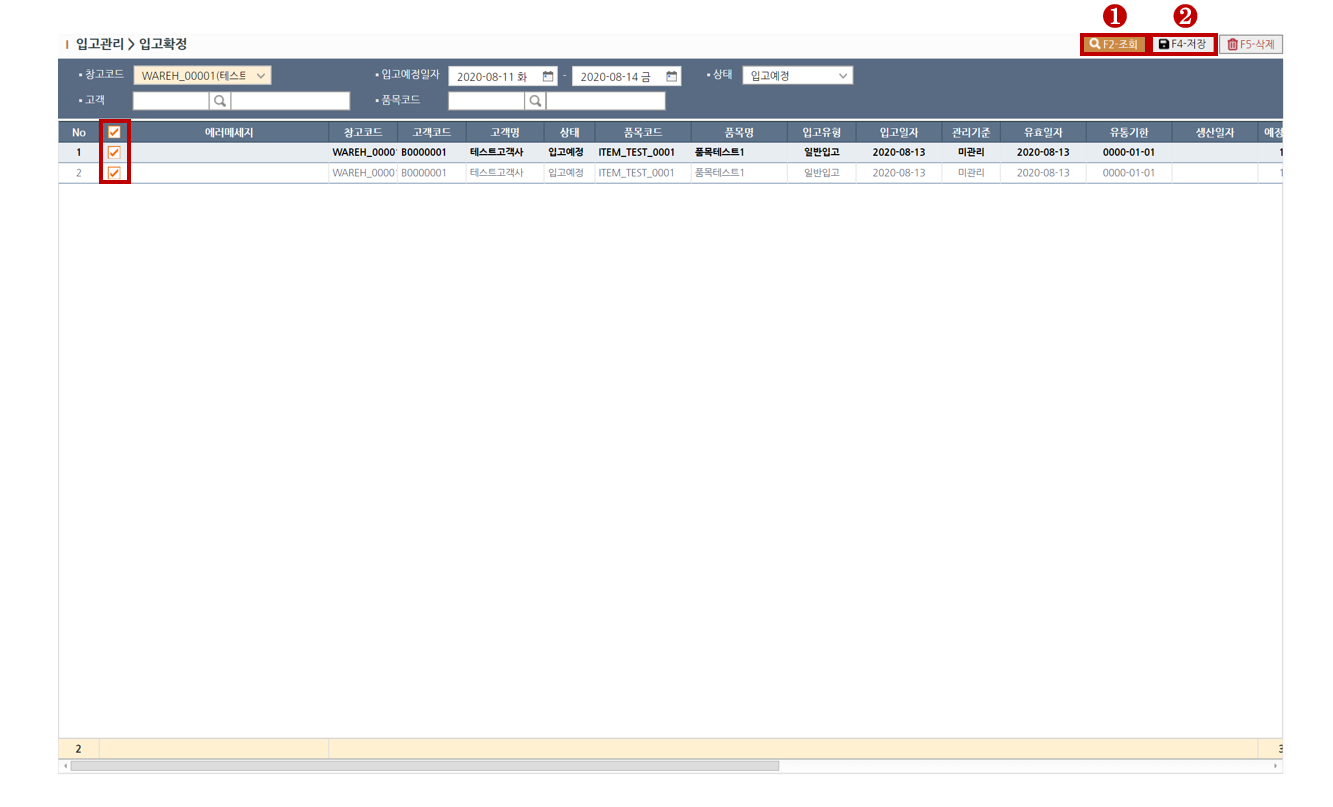 ❶ ❷
입고관리 > 입고확정
F2-조회 F4-저장 F5-삭제
▪ 창고코드 WAREH_00001(테스트 ▪ 입고예정일자 2020-08-11 화 - 2020-08-14 금 ▪ 상태 입고예정
▪ 고객 ▪ 품목코드
No 에러메세지 창고코드 고객코드 고객명 상태 품목코드 품목명 입고유형 입고일자 관리기준 유효일자 유통기한 생산일자 예정
1 WAREH_0000 B0000001 테스트고객사 입고예정 ITEM_TEST_0001 품목테스트1 일반입고 2020-08-13 미관리 2020-08-13 0000-01-01 1
2 WAREH_0000 B0000001 테스트고객사 입고예정 ITEM_TEST_0001 품목테스트1 일반입고 2020-08-13 미관리 2020-08-13 0000-01-01 1
2 3